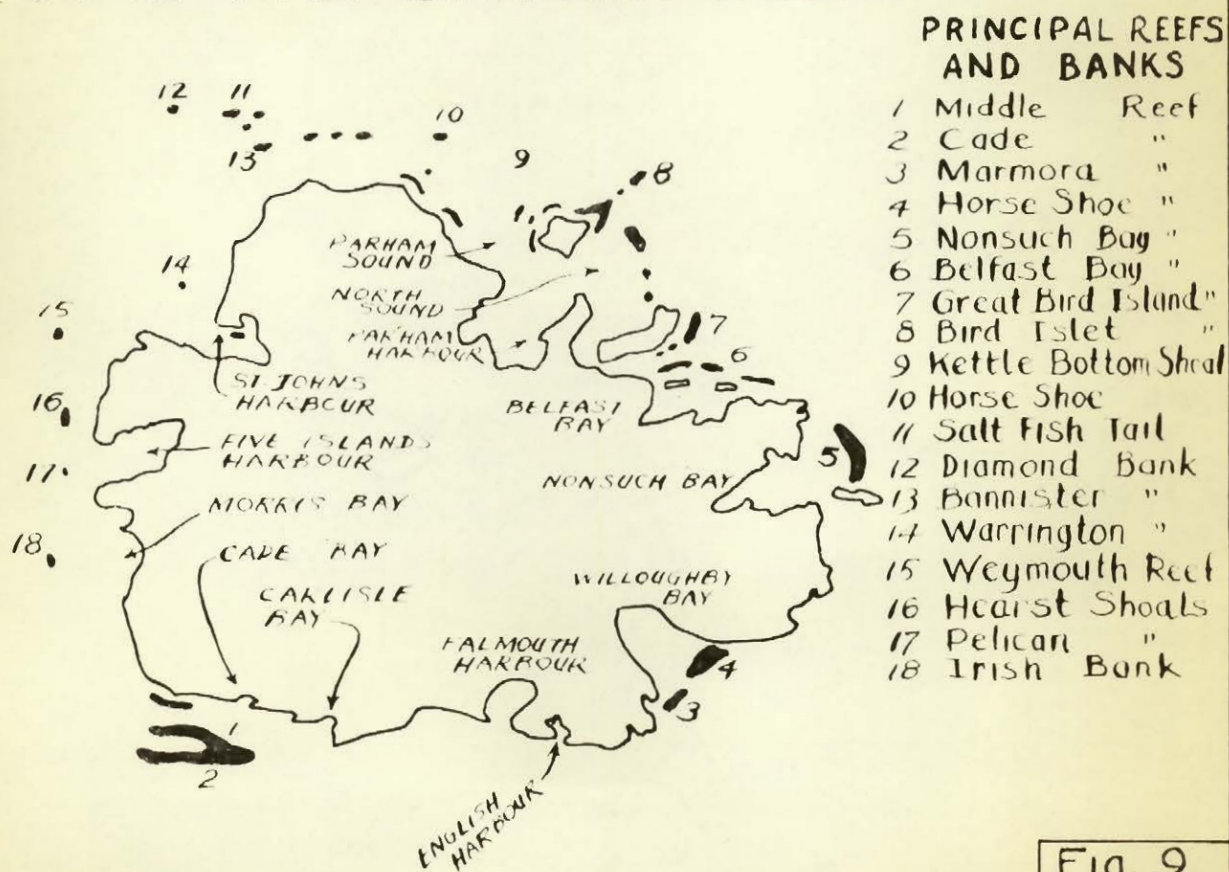 PRINCIPAL REEFS
AND BANKS
1 Middle Reef
2 Cade "
3 Marmora "
4 Horse Shoe "
5 Nonsuch Bay "
6 Belfast Bay "
7 Great Bird Island "
8 Bird Islet "
9 Kettle Bottom Shoal
10 Horse Shoe
11 Salt Fish Tail
12 Diamond Bank
13 Bannister "
14 Warrington "
15 Weymouth Reef
16 Hearst Shoals
17 Pelican "
18 Irish Bank
12
11
10
13
9
8
PARHAM
SOUND
14
NORTH
SOUND
15
PARHAM
HARBOUR
7
6
ST JOHNS
HARBOUR
16
BELFAST
BAY
FIVE ISLANDS
HARBOUR
5
17
NONSUCH BAY
MORRIS BAY
18
CADE BAY
WILLOUGHBY
BAY
CARLISLE
BAY
FALMOUTH
HARBOUR
4
3
1
2
ENGLISH
HARBOUR
Fig. 9